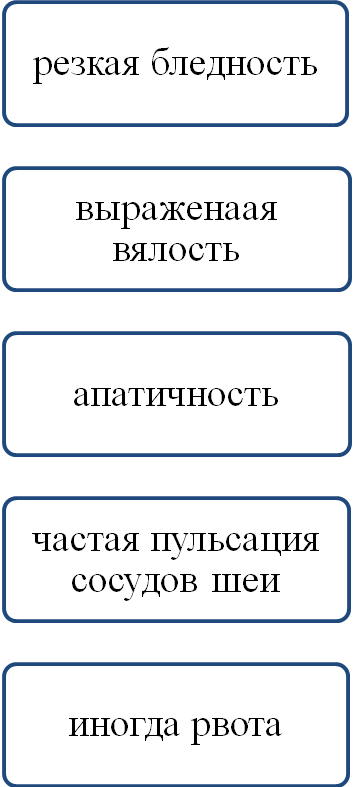 резкая бледность
выраженаая
вялость
апатичность
частая пульсация
сосудов шеи
иногда рвота